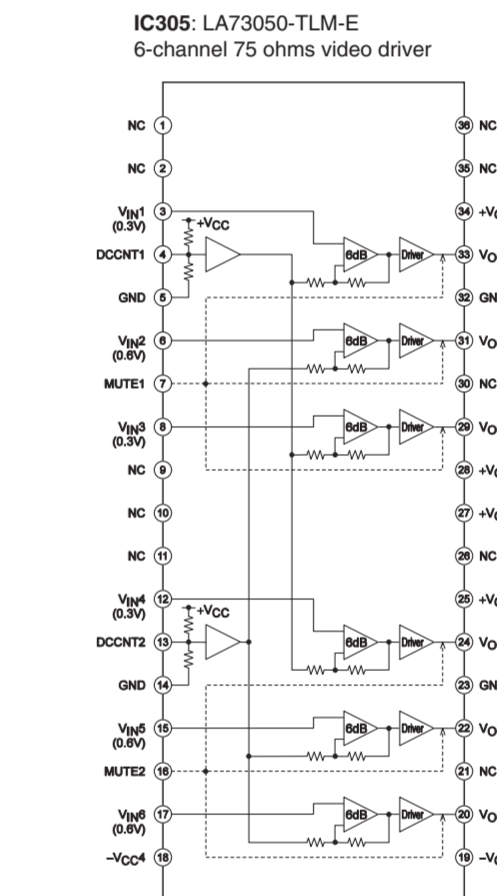 IC305: LA73050-TLM-E
6-channel 75 ohms video driver
NC 1
36 NC
NC 2
35 NC
VIN1 3
(0.3V)
+VCC
34
DCCNT1 4
6dB Driver
33
GND 5
32
VIN2 6
(0.6V)
6dB Driver
31
MUTE1 7
30 NC
VIN3 8
(0.3V)
6dB Driver
29
NC 9
28
NC 10
27
NC 11
26 NC
VIN4 12
(0.3V)
+VCC
25
DCCNT2 13
6dB Driver
24
GND 14
23
VIN5 15
(0.6V)
6dB Driver
22
MUTE2 16
21 NC
VIN6 17
(0.6V)
6dB Driver
20
–VCC4 18
19